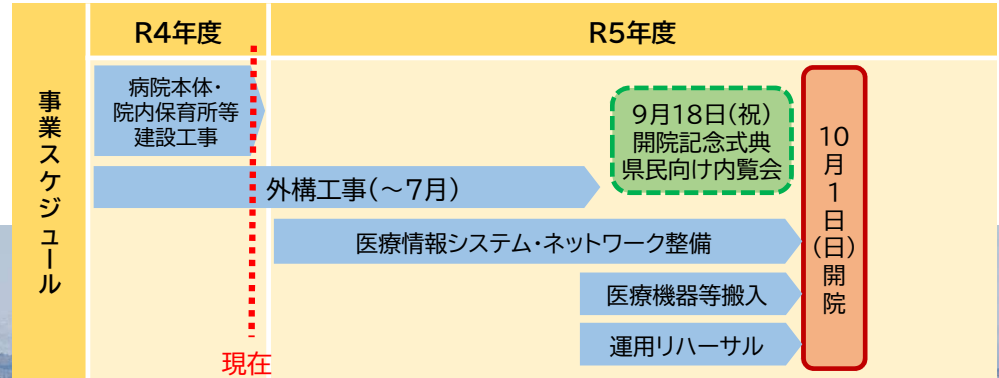 R4年度
R5年度
事業スケジュール
病院本体・
院内保育所等
建設工事
外構工事(～7月)
9月18日(祝)
開院記念式典
県民向け内覧会
医療情報システム・ネットワーク整備
医療機器等搬入
運用リハーサル
10月1日(日)開院
現在